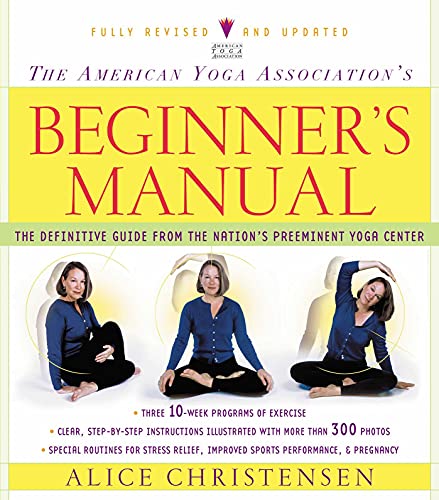 FULLY REVISED AND UPDATED
AMERICAN
YOGA
ASSOCIATION
THE AMERICAN YOGA ASSOCIATION'S
BEGINNER'S
MANUAL
THE DEFINITIVE GUIDE FROM THE NATION'S PREEMINENT YOGA CENTER
• THREE 10-WEEK PROGRAMS OF EXERCISE
• CLEAR, STEP-BY-STEP INSTRUCTIONS ILLUSTRATED WITH MORE THAN 300 PHOTOS
• SPECIAL ROUTINES FOR STRESS RELIEF, IMPROVED SPORTS PERFORMANCE, & PREGNANCY
ALICE CHRISTENSEN